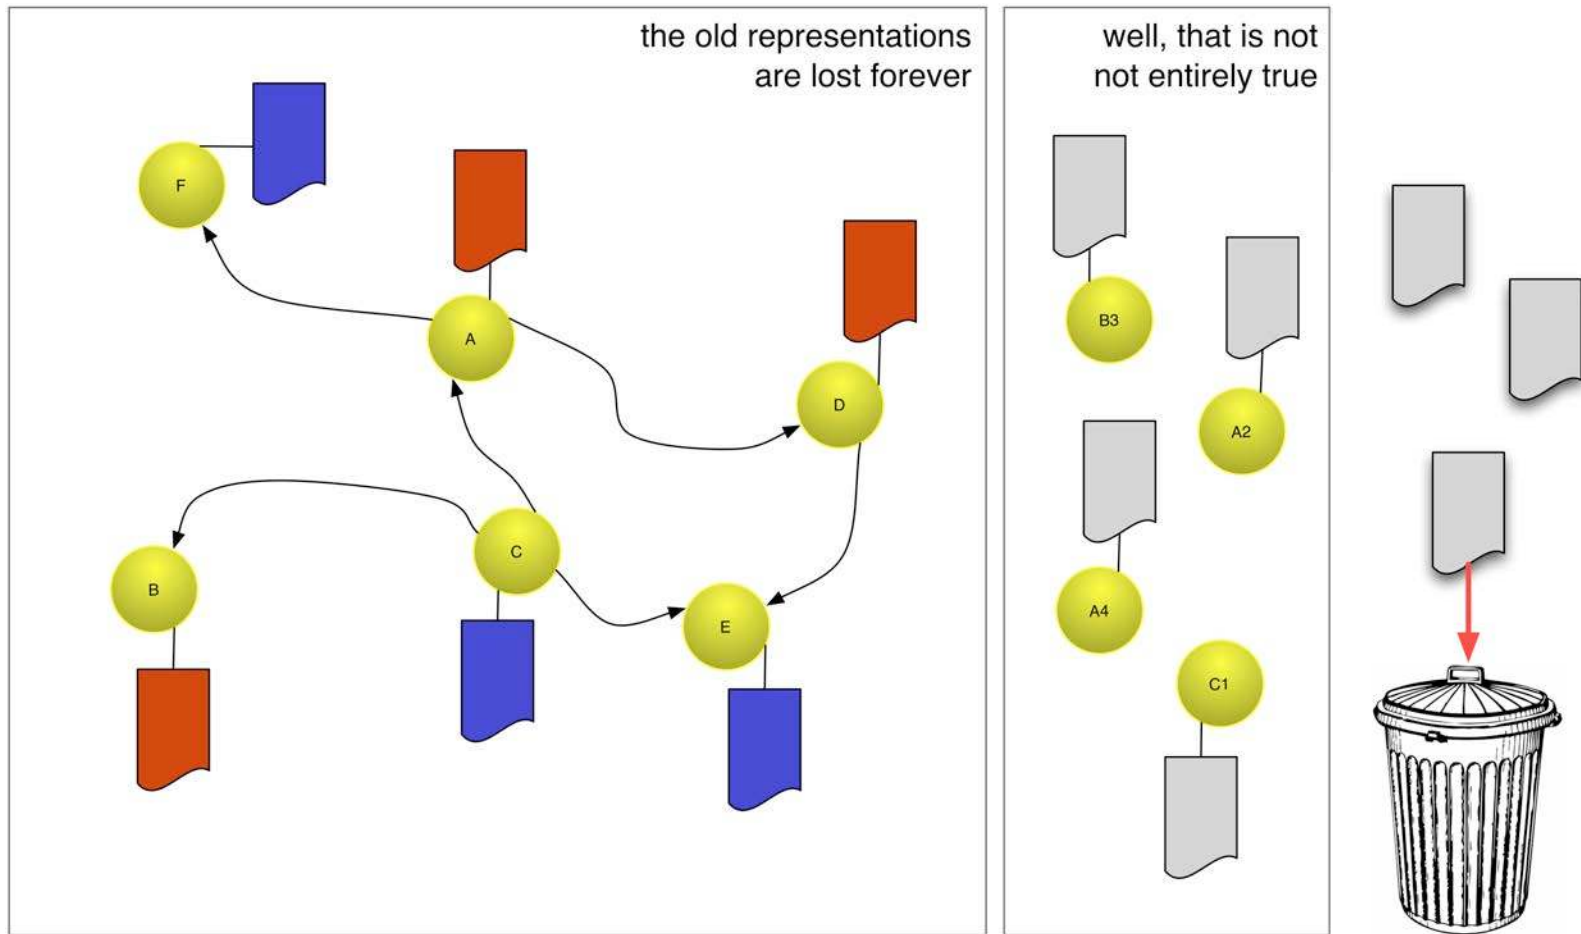 the old representations
are lost forever
well, that is not
not entirely true
F
A
D
B
C
E
B3
A2
A4
C1